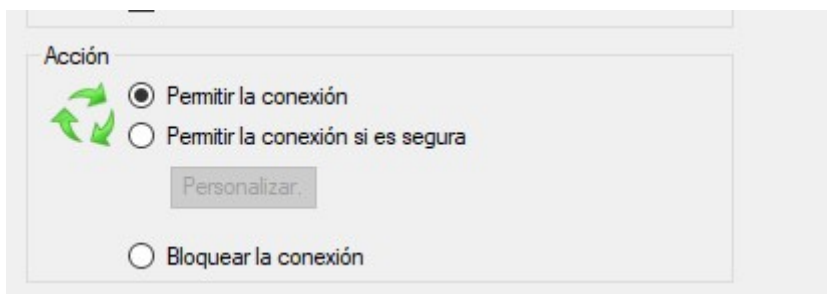 Acción
Permitir la conexión
Permitir la conexión si es segura
Personalizar.
Bloquear la conexión